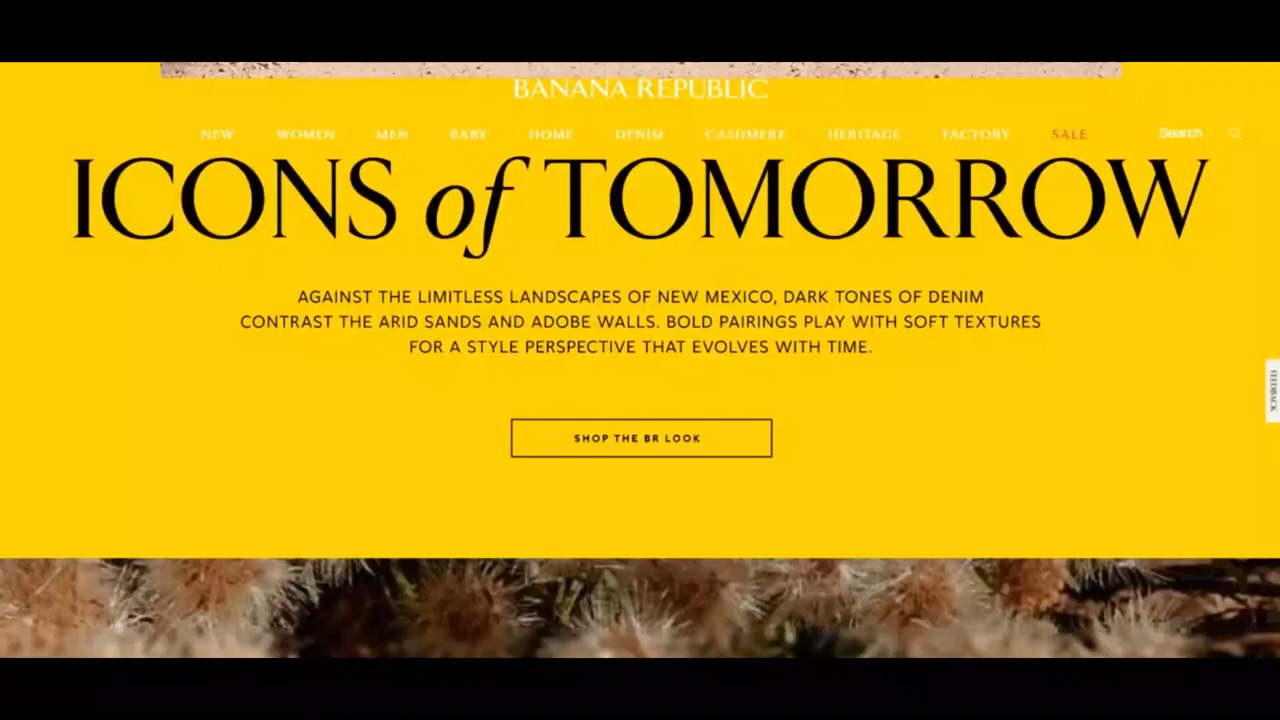 BANANA REPUBLIC
NEW WOMEN MEN BABY HOME DENIM CASHMERE HERITAGE FACTORY SALE Search
ICONS of TOMORROW
AGAINST THE LIMITLESS LANDSCAPES OF NEW MEXICO, DARK TONES OF DENIM
CONTRAST THE ARID SANDS AND ADOBE WALLS. BOLD PAIRINGS PLAY WITH SOFT TEXTURES
FOR A STYLE PERSPECTIVE THAT EVOLVES WITH TIME.
FEEDBACK
SHOP THE BR LOOK